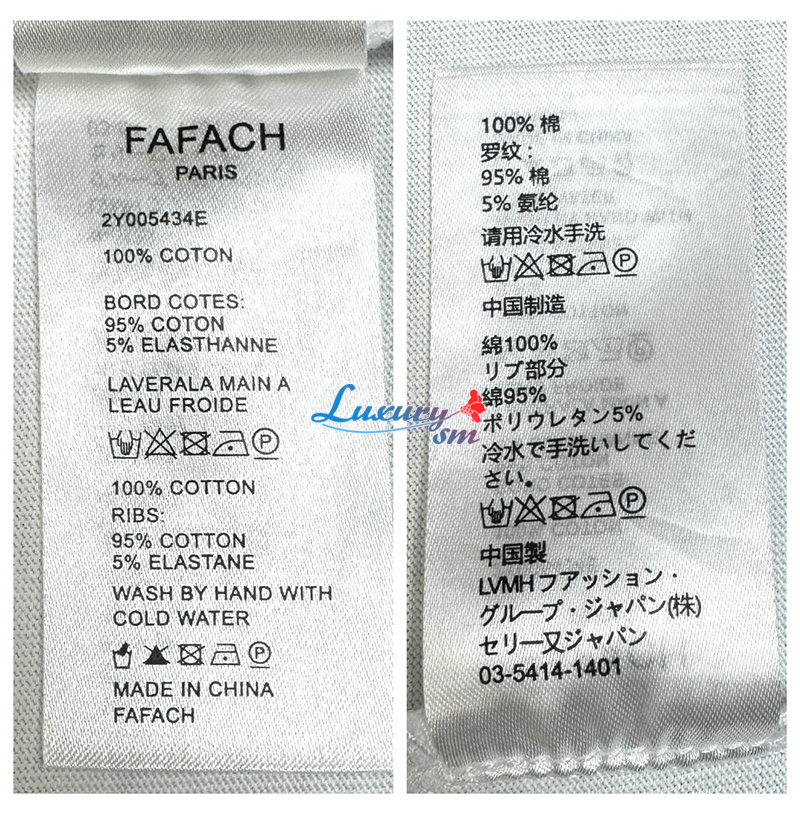 FAFACH
PARIS
2Y005434E
100% COTON
BORD COTES:
95% COTON
5% ELASTHANNE
LAVERALA MAIN A
LEAU FROIDE
100% COTTON
RIBS:
95% COTTON
5% ELASTANE
WASH BY HAND WITH
COLD WATER
MADE IN CHINA
FAFACH
100% 棉
罗纹:
95% 棉
5% 氨纶
请用冷水手洗
中国制造
綿100%
リブ部分
綿95%
ポリウレタン5%
冷水で手洗いしてくだ
さい。
中国製
LVMHフアッション・
グループ・ジャパン(株)
セリー又ジャパン
03-5414-1401
Luxury
sm